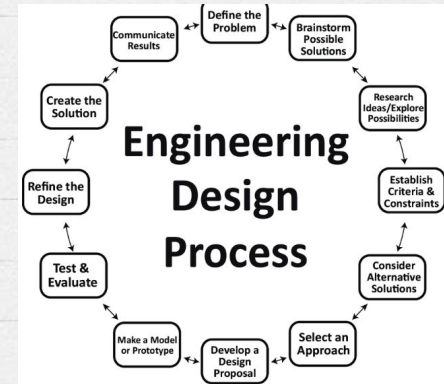 Define the
Problem
Brainstorm
Possible
Solutions
Research
Ideas/Explore
Possibilities
Establish
Criteria &
Constraints
Consider
Alternative
Solutions
Select an
Approach
Develop a
Design
Proposal
Make a Model
or Prototype
Test &
Evaluate
Refine the
Design
Create the
Solution
Communicate
Results
Engineering
Design
Process